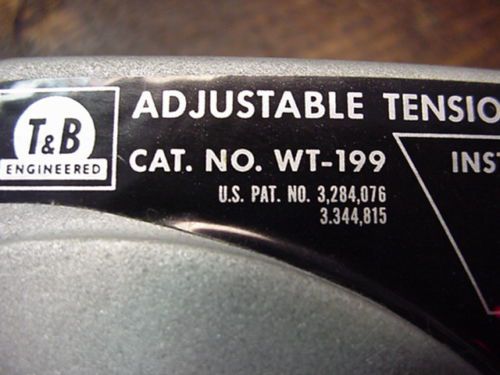 T&B
ENGINEERED
ADJUSTABLE TENSIO
CAT. NO. WT-199
U.S. PAT. NO. 3,284,076
3.344,815
INST